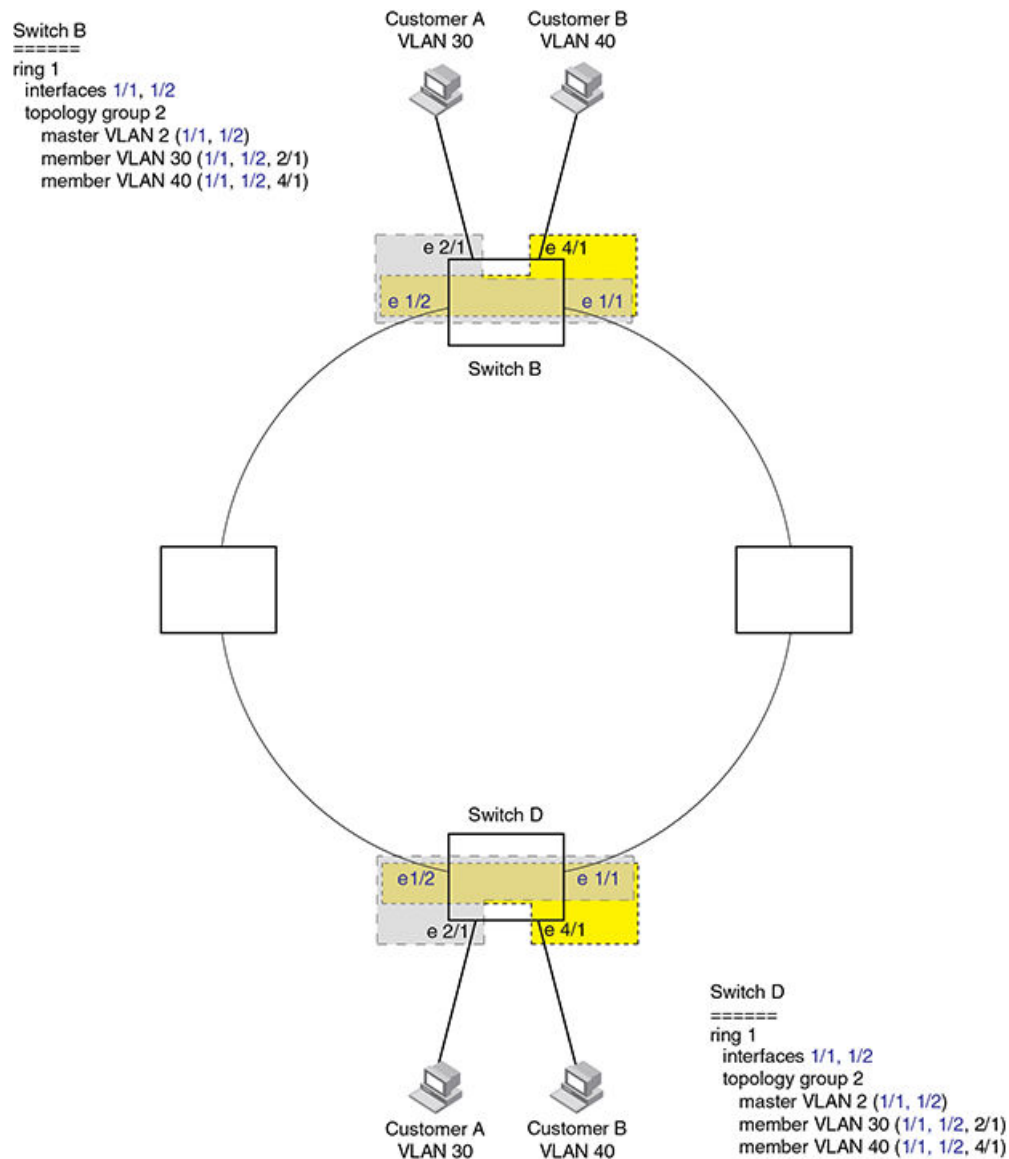 Switch B
======
ring 1
interfaces 1/1, 1/2
topology group 2
master VLAN 2 (1/1, 1/2)
member VLAN 30 (1/1, 1/2, 2/1)
member VLAN 40 (1/1, 1/2, 4/1)
Customer A
VLAN 30
Customer B
VLAN 40
e 2/1
e 4/1
e 1/2
e 1/1
Switch B
Switch D
e1/2
e 1/1
e 2/1
e 4/1
Customer A
VLAN 30
Customer B
VLAN 40
Switch D
======
ring 1
interfaces 1/1, 1/2
topology group 2
master VLAN 2 (1/1, 1/2)
member VLAN 30 (1/1, 1/2, 2/1)
member VLAN 40 (1/1, 1/2, 4/1)